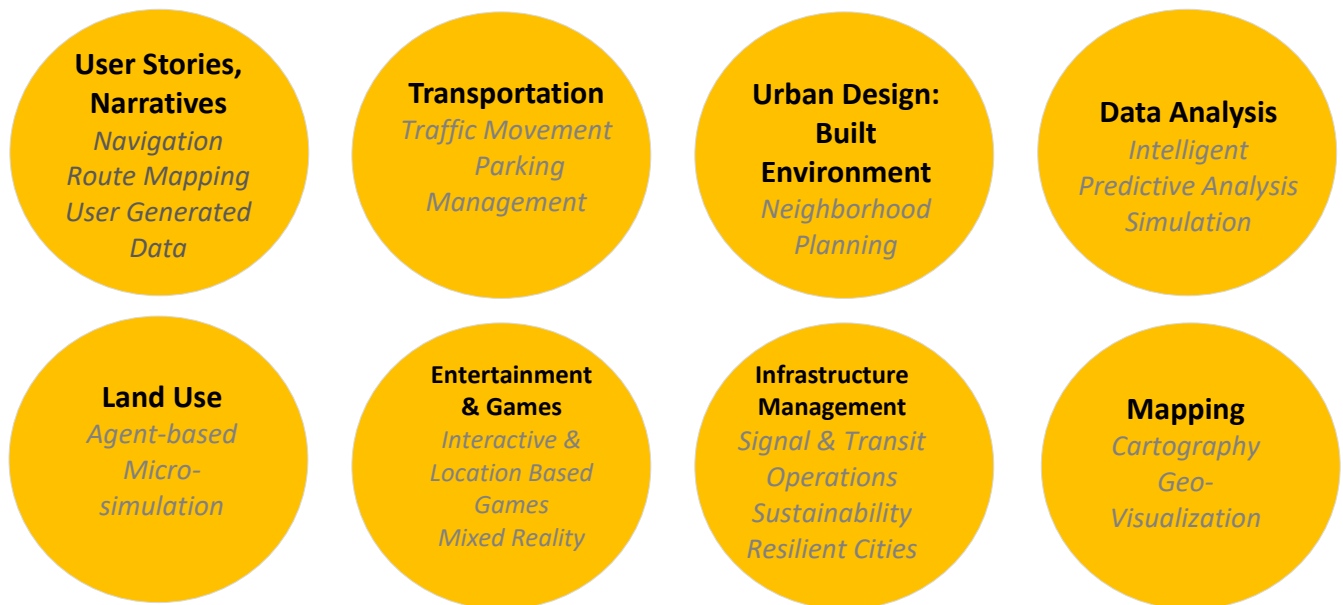 User Stories,
Narratives
Navigation
Route Mapping
User Generated
Data
Transportation
Traffic Movement
Parking
Management
Urban Design:
Built
Environment
Neighborhood
Planning
Data Analysis
Intelligent
Predictive Analysis
Simulation
Land Use
Agent-based
Micro-
simulation
Entertainment
& Games
Interactive &
Location Based
Games
Mixed Reality
Infrastructure
Management
Signal & Transit
Operations
Sustainability
Resilient Cities
Mapping
Cartography
Geo-
Visualization